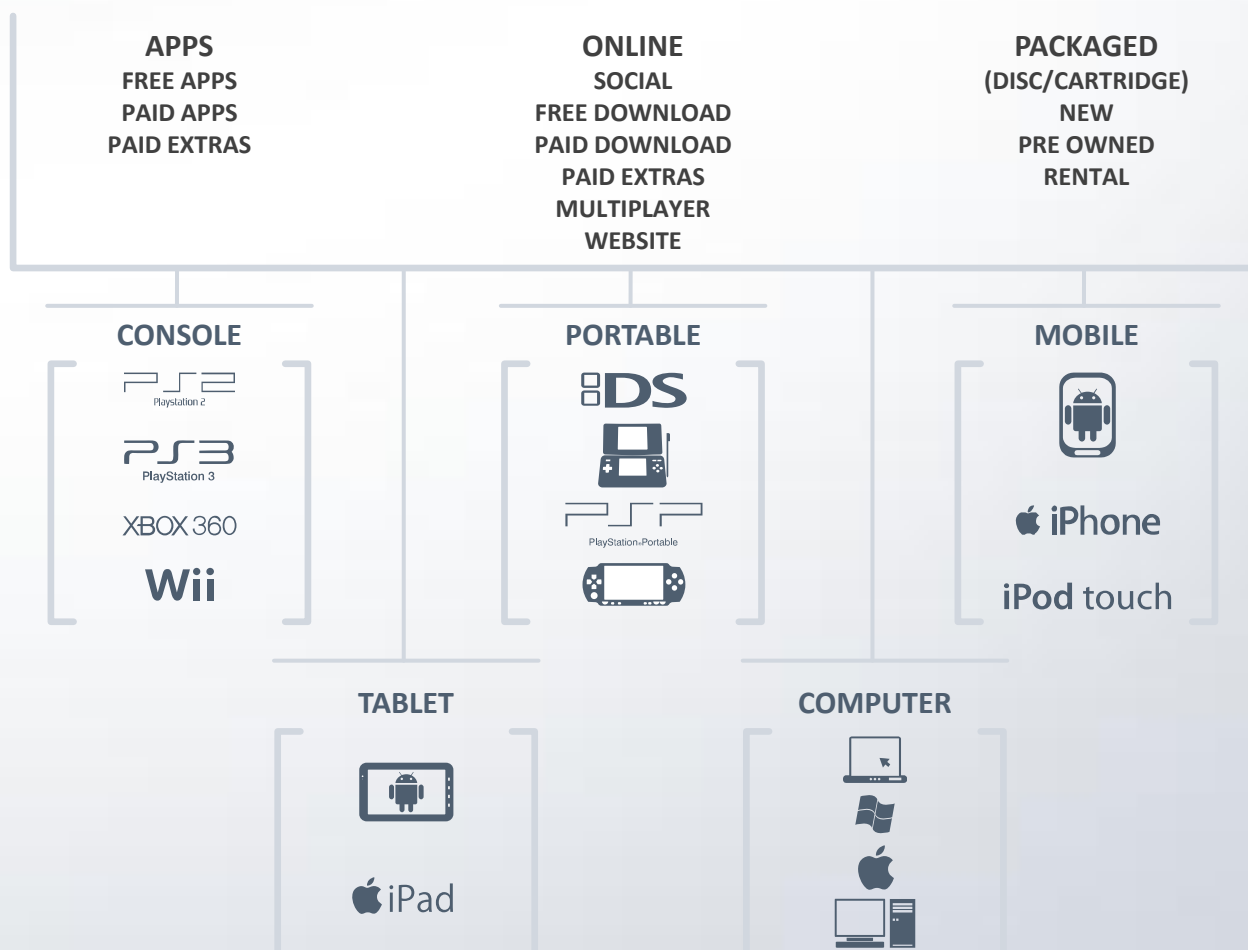 APPS
FREE APPS
PAID APPS
PAID EXTRAS
ONLINE
SOCIAL
FREE DOWNLOAD
PAID DOWNLOAD
PAID EXTRAS
MULTIPLAYER
WEBSITE
PACKAGED
(DISC/CARTRIDGE)
NEW
PRE OWNED
RENTAL
CONSOLE
PS2
Playstation 2
PS3
PlayStation 3
XBOX 360
Wii
PORTABLE
DS
PSP
PlayStation®Portable
MOBILE
iPhone
iPod touch
TABLET
iPad
COMPUTER